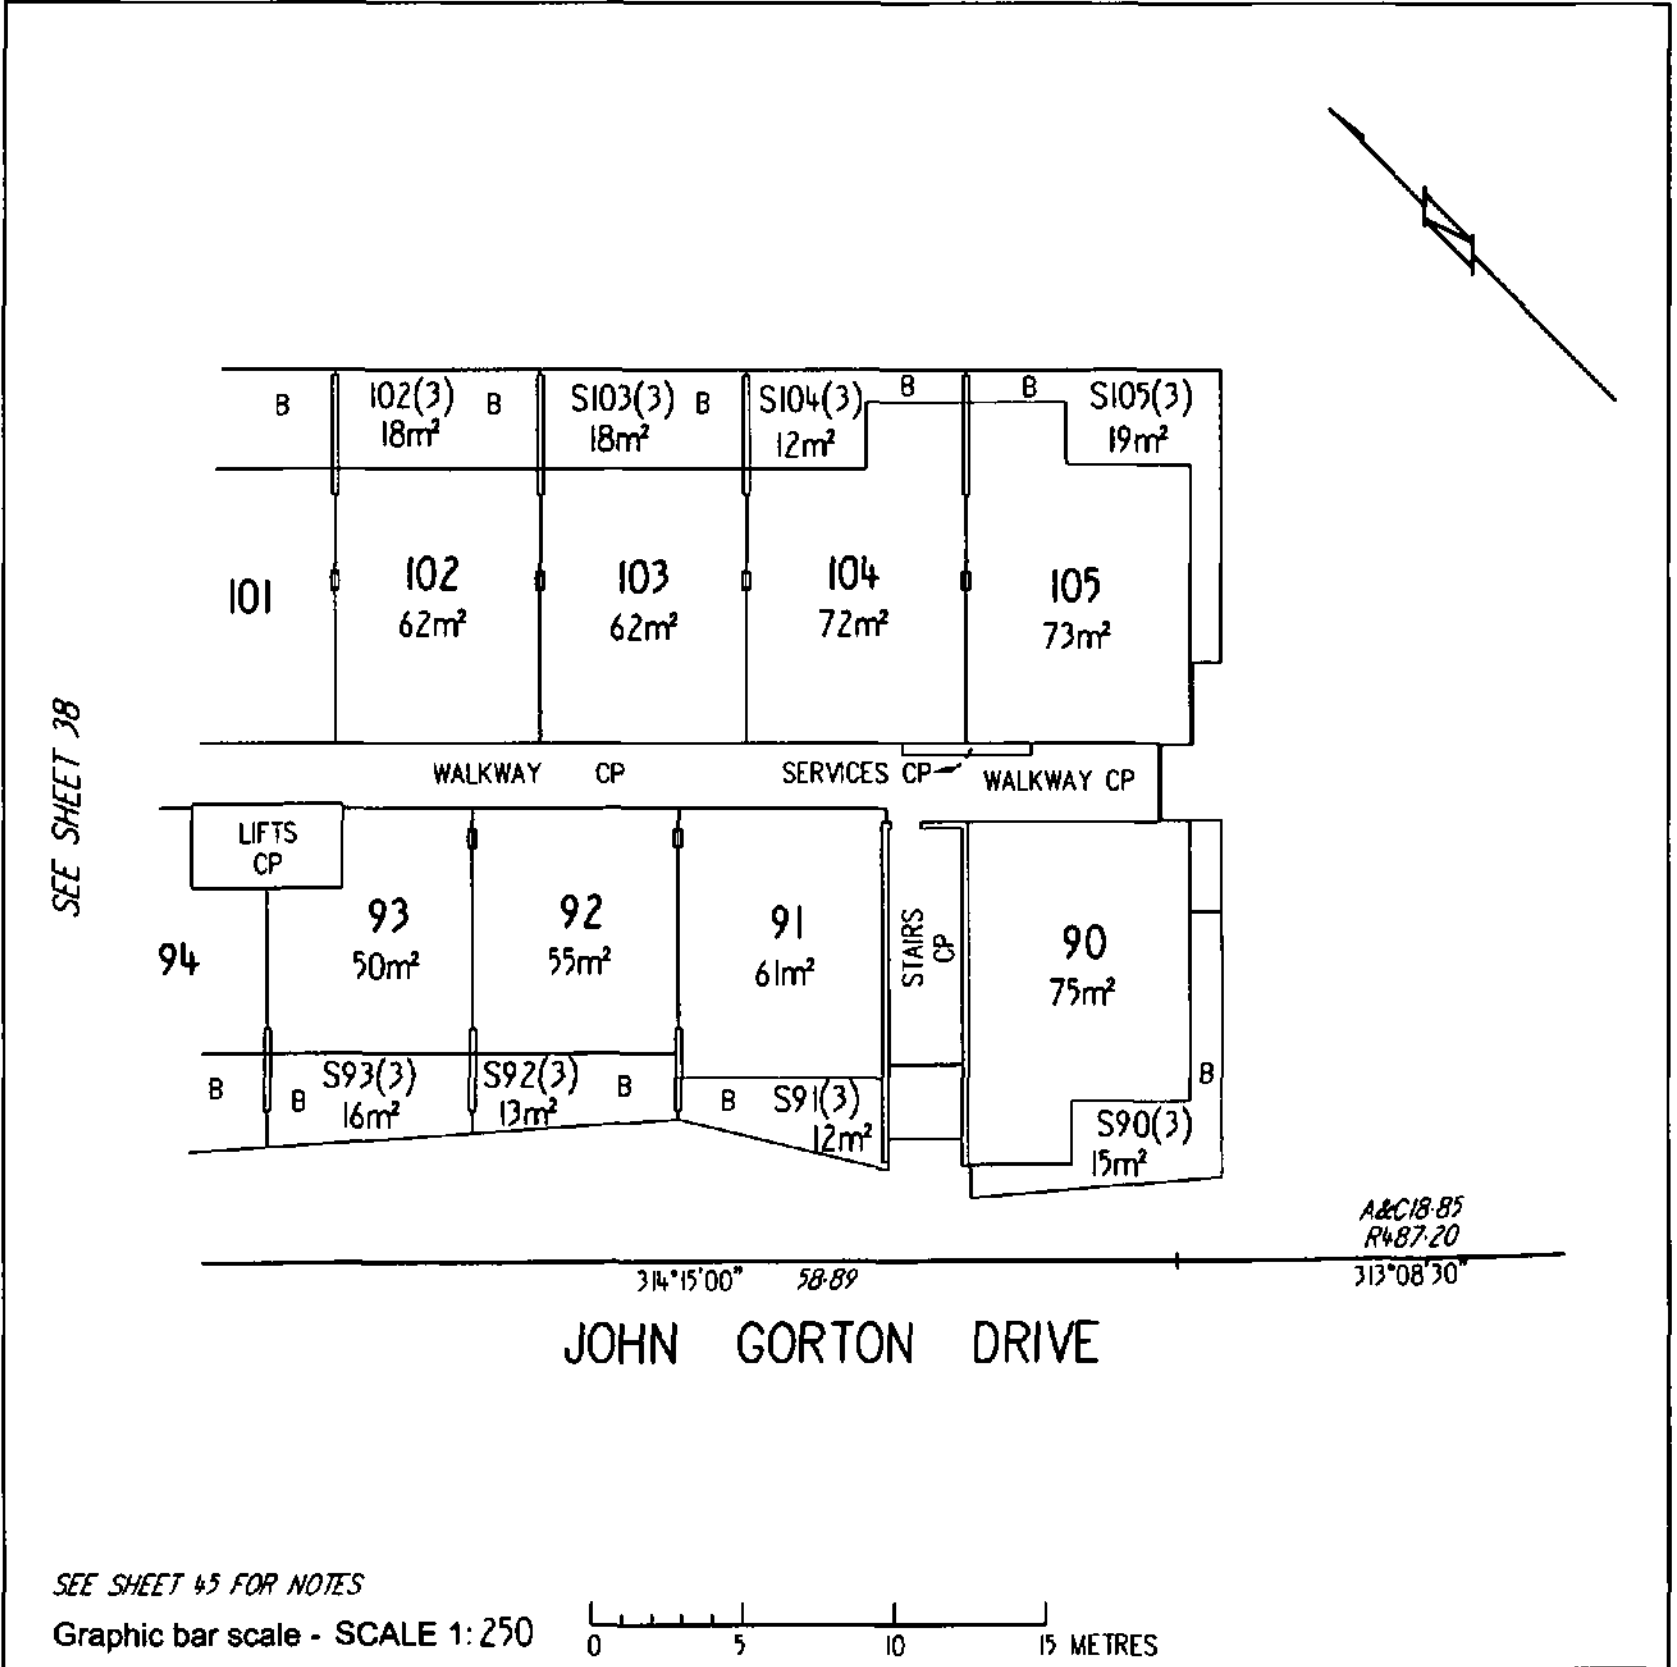 B
102(3)
18m²
B
S103(3)
18m²
B
S104(3)
12m²
B
B
S105(3)
19m²
101
102
62m²
103
62m²
104
72m²
105
73m²
SEE SHEET 38
WALKWAY CP
SERVICES CP
WALKWAY CP
LIFTS
CP
94
93
50m²
92
55m²
91
61m²
STAIRS
CP
90
75m²
B
B
S93(3)
16m²
S92(3)
13m²
B
B
S91(3)
12m²
B
S90(3)
15m²
A&C18·85
R487·20
314°15'00" 58·89
313°08'30"
JOHN GORTON DRIVE
SEE SHEET 45 FOR NOTES
Graphic bar scale - SCALE 1:250
0 5 10 15 METRES